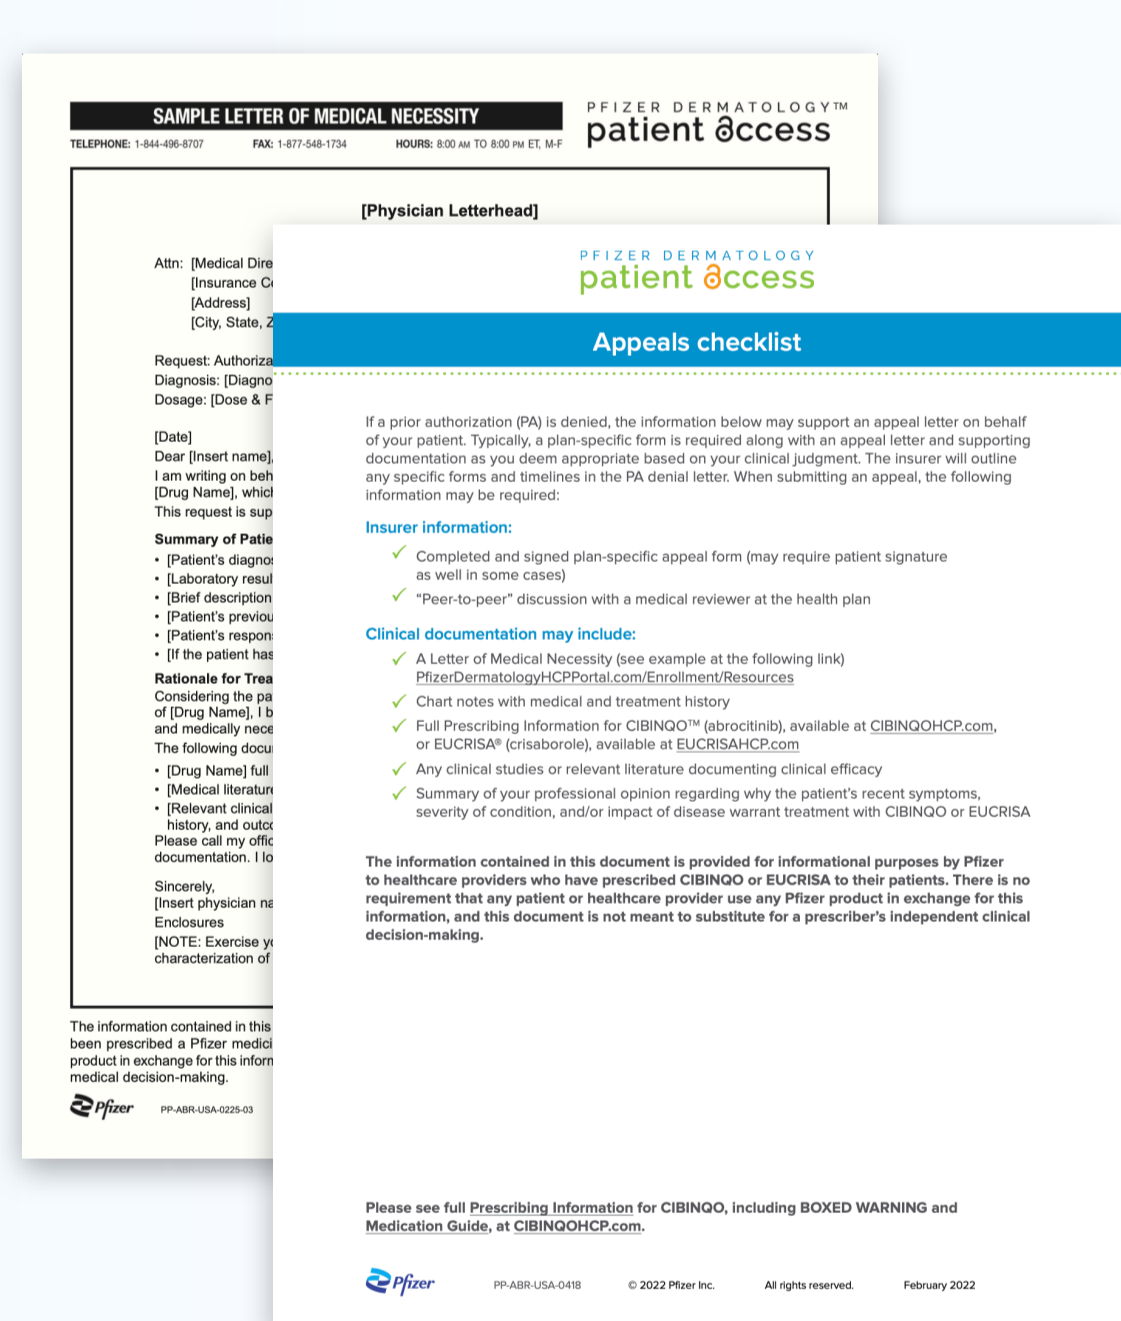 SAMPLE LETTER OF MEDICAL NECESSITY
TELEPHONE: 1-844-496-8707 FAX: 1-877-548-1734 HOURS: 8:00 AM TO 8:00 PM ET, M-F
PFIZER DERMATOLOGY™
patient access
[Physician Letterhead]
Attn: [Medical Dire
[Insurance Co
[Address]
[City, State, Z
Request: Authoriza
Diagnosis: [Diagno
Dosage: [Dose & F
[Date]
Dear [Insert name],
I am writing on beh
[Drug Name], which
This request is sup
Summary of Patie
• [Patient's diagnos
• [Laboratory resul
• [Brief description
• [Patient's previou
• [Patient's respon
• [If the patient has
Rationale for Trea
Considering the pa
of [Drug Name], I b
and medically nece
The following docu
• [Drug Name] full
• [Medical literature
• [Relevant clinical
history, and outco
Please call my offic
documentation. I lo
Sincerely,
[Insert physician na
Enclosures
[NOTE: Exercise yo
characterization of
The information contained in this
been prescribed a Pfizer medici
product in exchange for this inform
medical decision-making.
Pfizer PP-ABR-USA-0225-03
PFIZER DERMATOLOGY
patient access
Appeals checklist
If a prior authorization (PA) is denied, the information below may support an appeal letter on behalf
of your patient. Typically, a plan-specific form is required along with an appeal letter and supporting
documentation as you deem appropriate based on your clinical judgment. The insurer will outline
any specific forms and timelines in the PA denial letter. When submitting an appeal, the following
information may be required:
Insurer information:
✓ Completed and signed plan-specific appeal form (may require patient signature
as well in some cases)
✓ “Peer-to-peer” discussion with a medical reviewer at the health plan
Clinical documentation may include:
✓ A Letter of Medical Necessity (see example at the following link)
PfizerDermatologyHCPPortal.com/Enrollment/Resources
✓ Chart notes with medical and treatment history
✓ Full Prescribing Information for CIBINQO™ (abrocitinib), available at CIBINQOHCP.com,
or EUCRISA® (crisaborole), available at EUCRISAHCP.com
✓ Any clinical studies or relevant literature documenting clinical efficacy
✓ Summary of your professional opinion regarding why the patient's recent symptoms,
severity of condition, and/or impact of disease warrant treatment with CIBINQO or EUCRISA
The information contained in this document is provided for informational purposes by Pfizer
to healthcare providers who have prescribed CIBINQO or EUCRISA to their patients. There is no
requirement that any patient or healthcare provider use any Pfizer product in exchange for this
information, and this document is not meant to substitute for a prescriber's independent clinical
decision-making.
Please see full Prescribing Information for CIBINQO, including BOXED WARNING and
Medication Guide, at CIBINQOHCP.com.
Pfizer PP-ABR-USA-0418 © 2022 Pfizer Inc. All rights reserved. February 2022